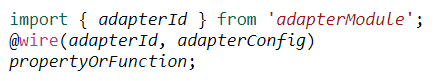 import { adapterId } from 'adapterModule';
@wire(adapterId, adapterConfig)
propertyOrFunction;